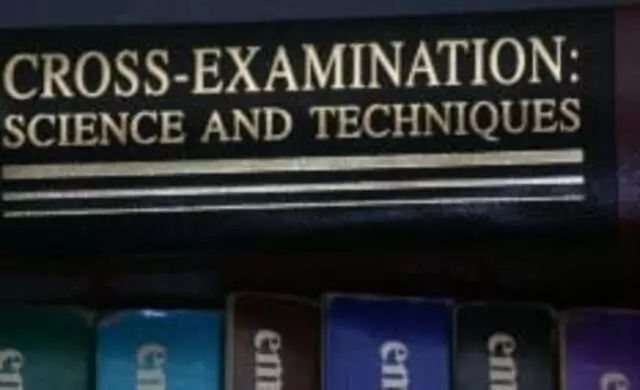 CROSS-EXAMINATION:
SCIENCE AND TECHNIQUES